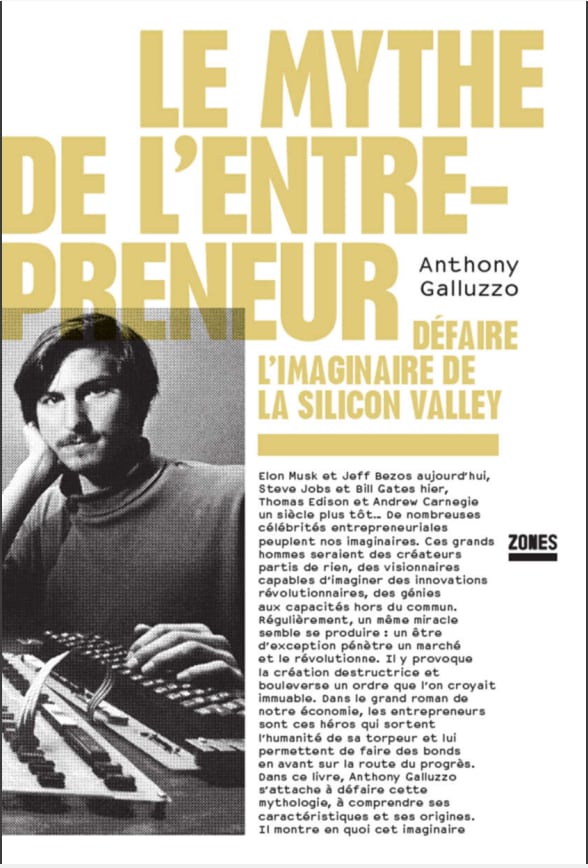 LE MYTHE
DE L'ENTRE-
PRENEUR
Anthony
Galluzzo
DÉFAIRE
L'IMAGINAIRE DE
LA SILICON VALLEY
Elon Musk et Jeff Bezos aujourd'hui,
Steve Jobs et Bill Gates hier,
Thomas Edison et Andrew Carnegie
un siècle plus tôt… De nombreuses
célébrités entrepreneuriales
peuplent nos imaginaires. Ces grands
hommes seraient des créateurs
partis de rien, des visionnaires
capables d'imaginer des innovations
révolutionnaires, des génies
aux capacités hors du commun.
Régulièrement, un même miracle
semble se produire : un être
d'exception pénètre un marché
et le révolutionne. Il y provoque
la création destructrice et
bouleverse un ordre que l'on croyait
immuable. Dans le grand roman de
notre économie, les entrepreneurs
sont ces héros qui sortent
l'humanité de sa torpeur et lui
permettent de faire des bonds
en avant sur la route du progrès.
Dans ce livre, Anthony Galluzzo
s'attache à défaire cette
mythologie, à comprendre ses
caractéristiques et ses origines.
Il montre en quoi cet imaginaire
ZONES